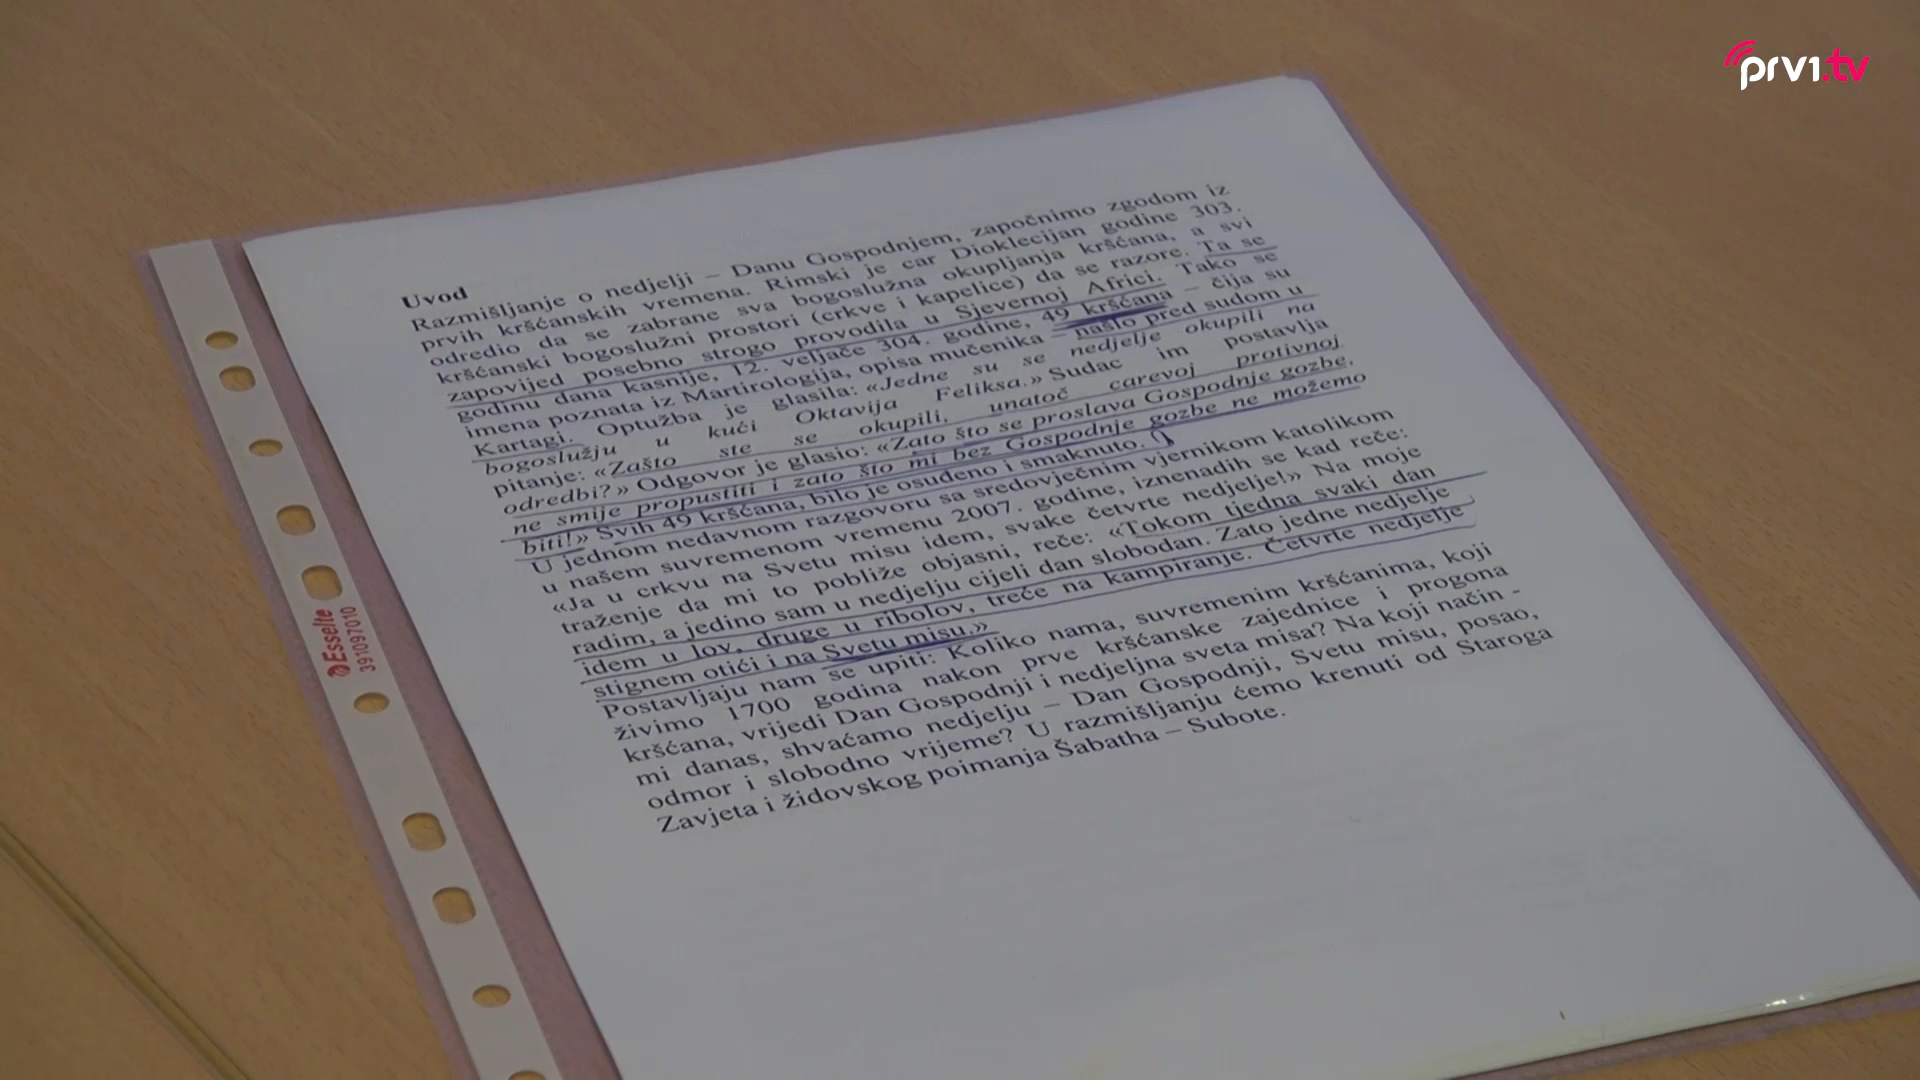 prv1.tv
Uvod
Razmišljanje o nedjelji – Danu Gospodnjem, započnimo zgodom iz
prvih kršćanskih vremena. Rimski je car Dioklecijan godine 303.
odredio da se zabrane sva bogoslužna okupljanja kršćana, a svi
kršćanski bogoslužni prostori (crkve i kapelice) da se razore. Ta se
zapovijed posebno strogo provodila u Sjevernoj Africi. Tako se
godinu dana kasnije, 12. veljače 304. godine, 49 kršćana – čija su
imena poznata iz Martirologija, opisa mučenika – našlo pred sudom u
Kartagi. Optužba je glasila: «Jedne su se nedjelje okupili na
bogoslužju u kući Oktavija Feliksa.» Sudac im postavlja
pitanje: «Zašto ste se okupili, unatoč carevoj protivnoj
odredbi?» Odgovor je glasio: «Zato što se proslava Gospodnje gozbe,
ne smije propustiti i zato što mi bez Gospodnje gozbe ne možemo
biti!» Svih 49 kršćana, bilo je osuđeno i smaknuto.
U jednom nedavnom razgovoru sa sredovječnim vjernikom katolikom
u našem suvremenom vremenu 2007. godine, iznenadih se kad reče:
«Ja u crkvu na Svetu misu idem, svake četvrte nedjelje!» Na moje
traženje da mi to pobliže objasni, reče: «Tokom tjedna svaki dan
radim, a jedino sam u nedjelju cijeli dan slobodan. Zato jedne nedjelje
idem u lov, druge u ribolov, treće na kampiranje. Četvrte nedjelje
stignem otići i na Svetu misu.»
Postavljaju nam se upiti: Koliko nama, suvremenim kršćanima, koji
živimo 1700 godina nakon prve kršćanske zajednice i progona
kršćana, vrijedi Dan Gospodnji i nedjeljna sveta misa? Na koji način -
mi danas, shvaćamo nedjelju – Dan Gospodnji, Svetu misu, posao,
odmor i slobodno vrijeme? U razmišljanju ćemo krenuti od Staroga
Zavjeta i židovskog poimanja Šabatha – Subote.
Esselte
391097010